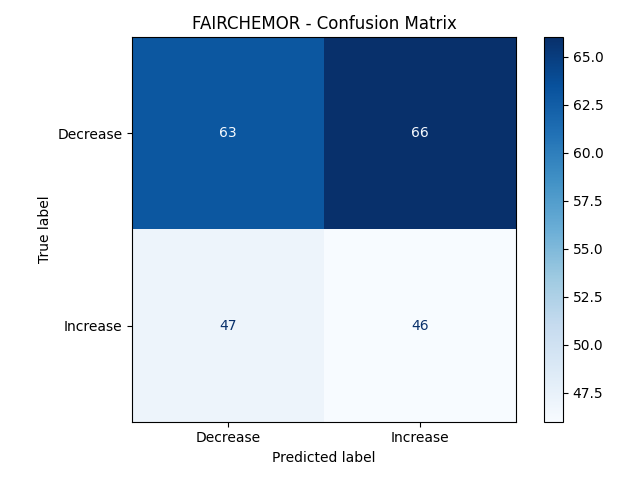 FAIRCHEMOR - Confusion Matrix
True label
Decrease
63
66
Increase
47
46
Decrease
Increase
Predicted label
65.0
62.5
60.0
57.5
55.0
52.5
50.0
47.5